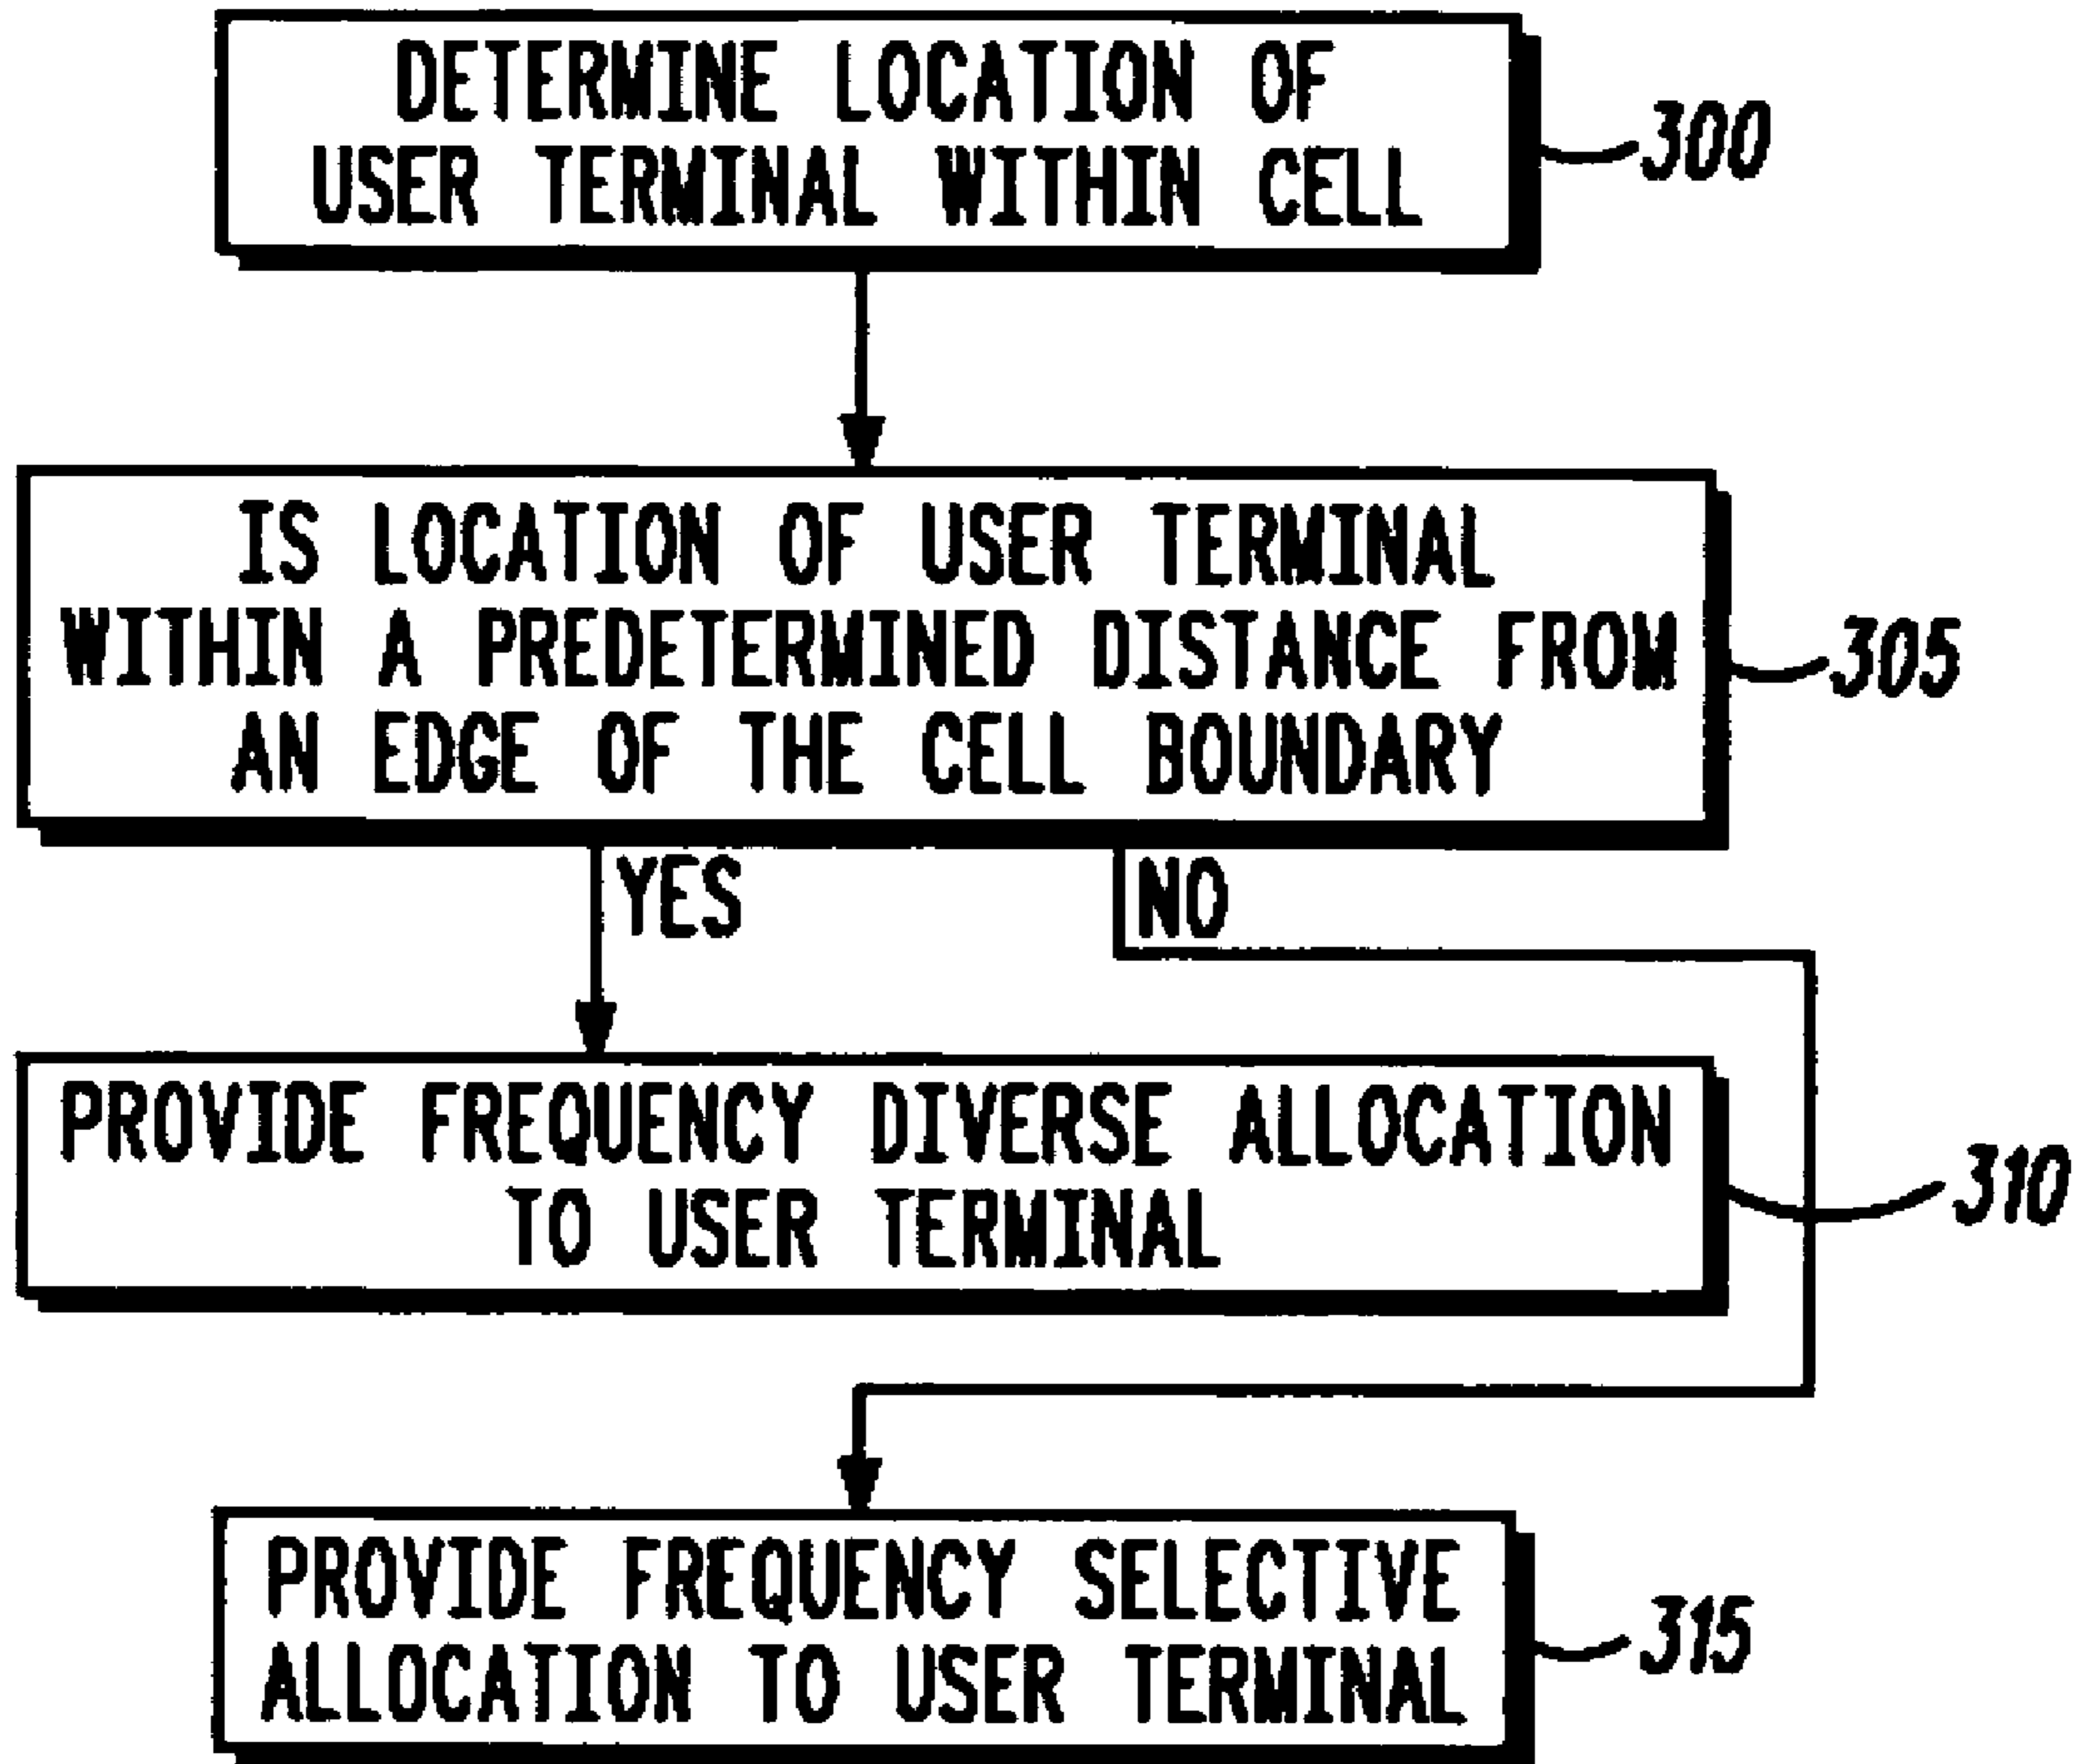 DETERMINE LOCATION OF
USER TERMINAL WITHIN CELL
300
IS LOCATION OF USER TERMINAL
WITHIN A PREDETERMINED DISTANCE FROM
AN EDGE OF THE CELL BOUNDARY
305
YES
NO
PROVIDE FREQUENCY DIVERSE ALLOCATION
TO USER TERMINAL
310
PROVIDE FREQUENCY SELECTIVE
ALLOCATION TO USER TERMINAL
315